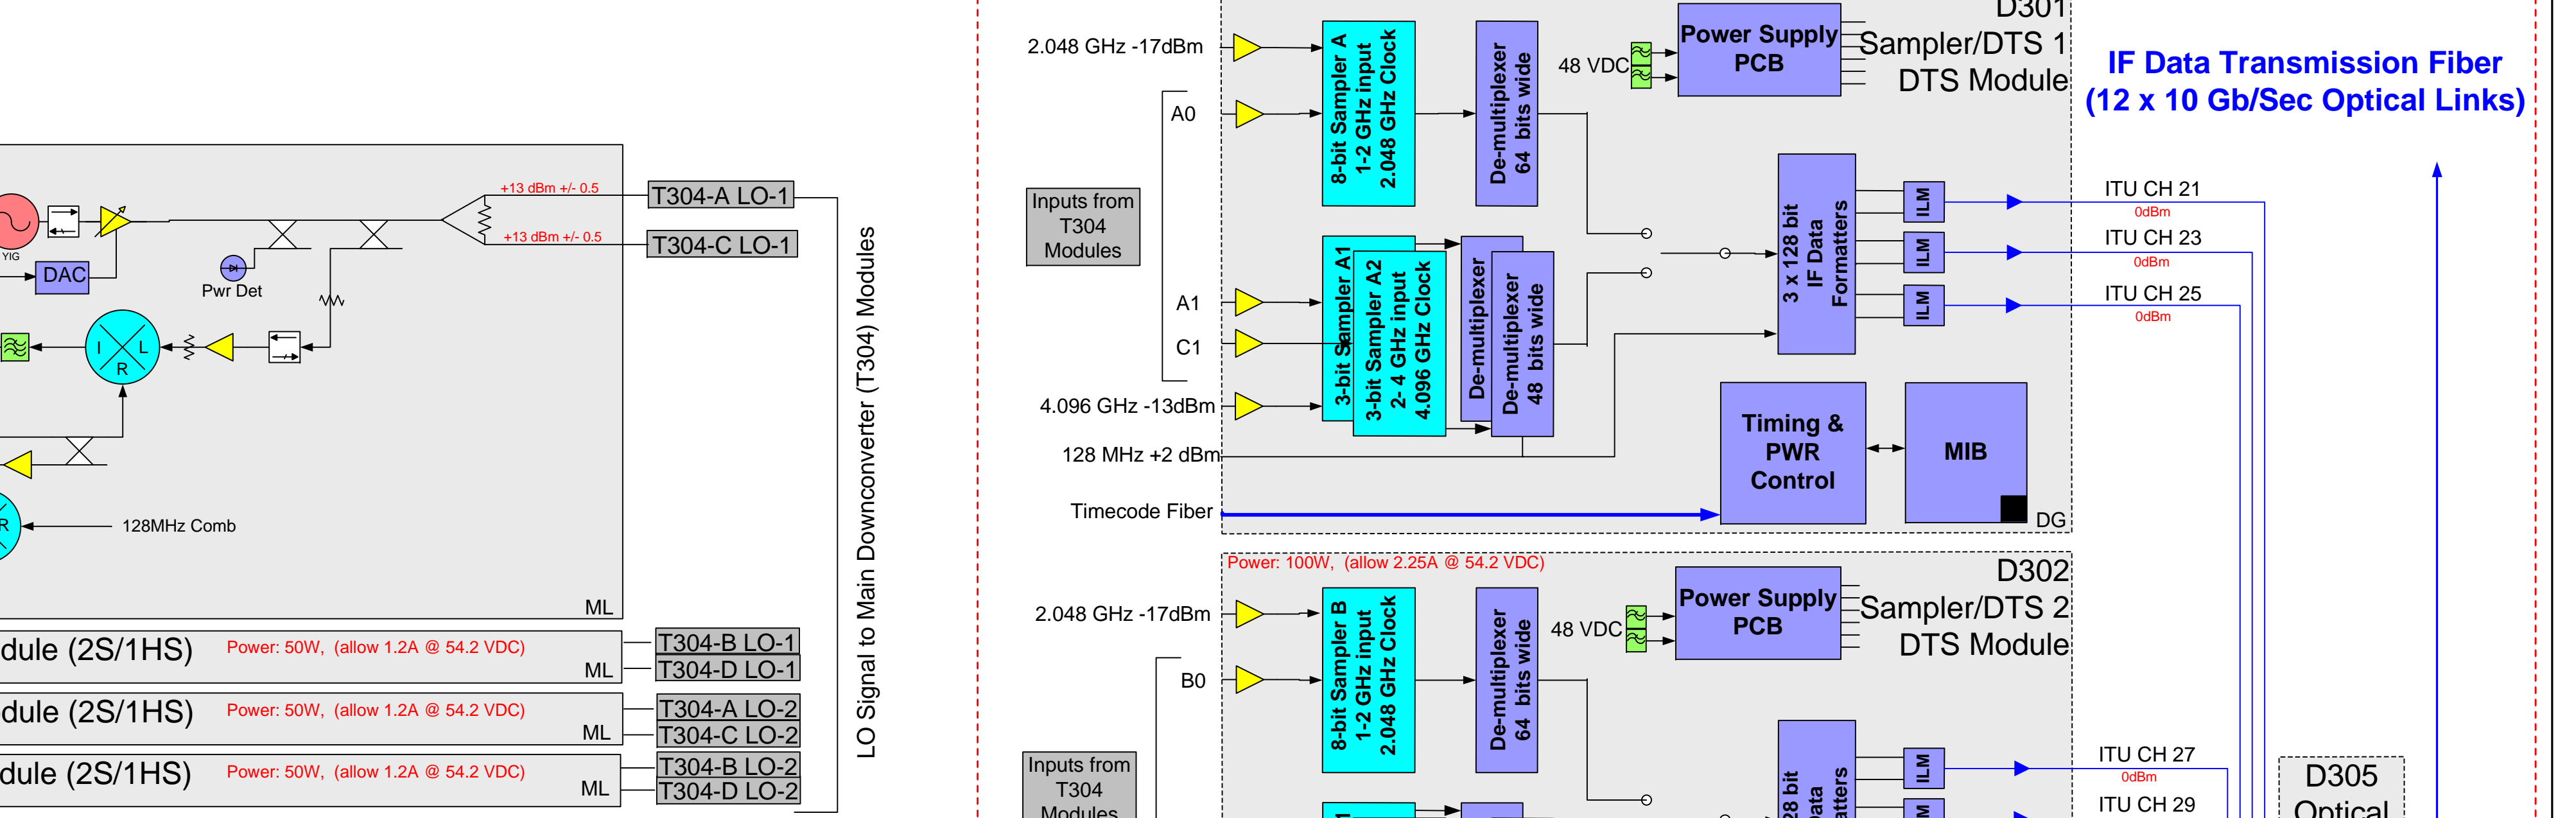 YIG
DAC
Pwr Det
+13 dBm +/- 0.5
+13 dBm +/- 0.5
T304-A LO-1
T304-C LO-1
I
L
R
R
128MHz Comb
ML
dule (2S/1HS)
Power: 50W, (allow 1.2A @ 54.2 VDC)
ML
T304-B LO-1
T304-D LO-1
dule (2S/1HS)
Power: 50W, (allow 1.2A @ 54.2 VDC)
ML
T304-A LO-2
T304-C LO-2
dule (2S/1HS)
Power: 50W, (allow 1.2A @ 54.2 VDC)
ML
T304-B LO-2
T304-D LO-2
LO Signal to Main Downconverter (T304) Modules
D301
Sampler/DTS 1
DTS Module
2.048 GHz -17dBm
A0
Inputs from
T304
Modules
A1
C1
4.096 GHz -13dBm
128 MHz +2 dBm
Timecode Fiber
8-bit Sampler A
1-2 GHz input
2.048 GHz Clock
De-multiplexer
64 bits wide
48 VDC
Power Supply
PCB
3-bit Sampler A1
3-bit Sampler A2
2- 4 GHz input
4.096 GHz Clock
De-multiplexer
De-multiplexer
48 bits wide
3 x 128 bit
IF Data
Formatters
ILM
ILM
ILM
Timing &
PWR
Control
MIB
DG
ITU CH 21
0dBm
ITU CH 23
0dBm
ITU CH 25
0dBm
IF Data Transmission Fiber
(12 x 10 Gb/Sec Optical Links)
Power: 100W, (allow 2.25A @ 54.2 VDC)
D302
Sampler/DTS 2
DTS Module
2.048 GHz -17dBm
B0
Inputs from
T304
Modules
8-bit Sampler B
1-2 GHz input
2.048 GHz Clock
De-multiplexer
64 bits wide
48 VDC
Power Supply
PCB
28 bit
Data
atters
ILM
ILM
ITU CH 27
0dBm
ITU CH 29
D305
Optical